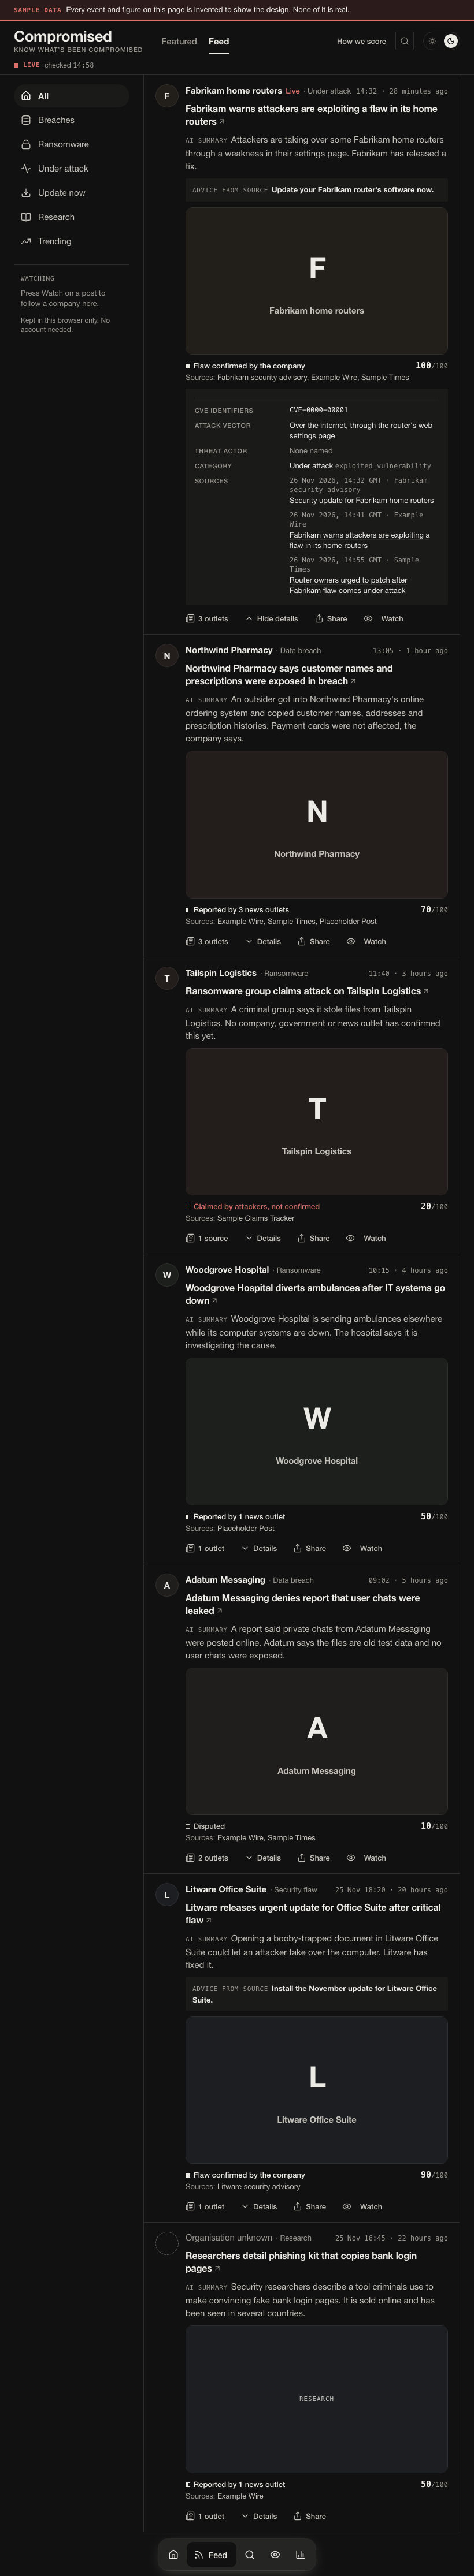 SAMPLE DATA Every event and figure on this page is invented to show the design. None of it is real.
Compromised
KNOW WHAT'S BEEN COMPROMISED
Featured Feed
How we score
LIVE checked 14:58
All
Breaches
Ransomware
Under attack
Update now
Research
Trending
WATCHING
Press Watch on a post to
follow a company here.
Kept in this browser only. No
account needed.
F
Fabrikam home routers Live · Under attack 14:32 · 28 minutes ago
Fabrikam warns attackers are exploiting a flaw in its home
routers
AI SUMMARY Attackers are taking over some Fabrikam home routers
through a weakness in their settings page. Fabrikam has released a
fix.
ADVICE FROM SOURCE Update your Fabrikam router's software now.
F
Fabrikam home routers
Flaw confirmed by the company 100/100
Sources: Fabrikam security advisory, Example Wire, Sample Times
CVE IDENTIFIERS CVE-0000-00001
ATTACK VECTOR Over the internet, through the router's web
settings page
THREAT ACTOR None named
CATEGORY Under attack exploited_vulnerability
SOURCES 26 Nov 2026, 14:32 GMT · Fabrikam
security advisory
Security update for Fabrikam home routers
26 Nov 2026, 14:41 GMT · Example
Wire
Fabrikam warns attackers are exploiting a
flaw in its home routers
26 Nov 2026, 14:55 GMT · Sample
Times
Router owners urged to patch after
Fabrikam flaw comes under attack
3 outlets Hide details Share Watch
N
Northwind Pharmacy · Data breach 13:05 · 1 hour ago
Northwind Pharmacy says customer names and
prescriptions were exposed in breach
AI SUMMARY An outsider got into Northwind Pharmacy's online
ordering system and copied customer names, addresses and
prescription histories. Payment cards were not affected, the
company says.
N
Northwind Pharmacy
Reported by 3 news outlets 70/100
Sources: Example Wire, Sample Times, Placeholder Post
3 outlets Details Share Watch
T
Tailspin Logistics · Ransomware 11:40 · 3 hours ago
Ransomware group claims attack on Tailspin Logistics
AI SUMMARY A criminal group says it stole files from Tailspin
Logistics. No company, government or news outlet has confirmed
this yet.
T
Tailspin Logistics
Claimed by attackers, not confirmed 20/100
Sources: Sample Claims Tracker
1 source Details Share Watch
W
Woodgrove Hospital · Ransomware 10:15 · 4 hours ago
Woodgrove Hospital diverts ambulances after IT systems go
down
AI SUMMARY Woodgrove Hospital is sending ambulances elsewhere
while its computer systems are down. The hospital says it is
investigating the cause.
W
Woodgrove Hospital
Reported by 1 news outlet 50/100
Sources: Placeholder Post
1 outlet Details Share Watch
A
Adatum Messaging · Data breach 09:02 · 5 hours ago
Adatum Messaging denies report that user chats were
leaked
AI SUMMARY A report said private chats from Adatum Messaging
were posted online. Adatum says the files are old test data and no
user chats were exposed.
A
Adatum Messaging
Disputed 10/100
Sources: Example Wire, Sample Times
2 outlets Details Share Watch
L
Litware Office Suite · Security flaw 25 Nov 18:20 · 20 hours ago
Litware releases urgent update for Office Suite after critical
flaw
AI SUMMARY Opening a booby-trapped document in Litware Office
Suite could let an attacker take over the computer. Litware has
fixed it.
ADVICE FROM SOURCE Install the November update for Litware Office
Suite.
L
Litware Office Suite
Flaw confirmed by the company 90/100
Sources: Litware security advisory
1 outlet Details Share Watch
Organisation unknown · Research 25 Nov 16:45 · 22 hours ago
Researchers detail phishing kit that copies bank login
pages
AI SUMMARY Security researchers describe a tool criminals use to
make convincing fake bank login pages. It is sold online and has
been seen in several countries.
RESEARCH
Reported by 1 news outlet 50/100
Sources: Example Wire
1 outlet Details Share
Feed